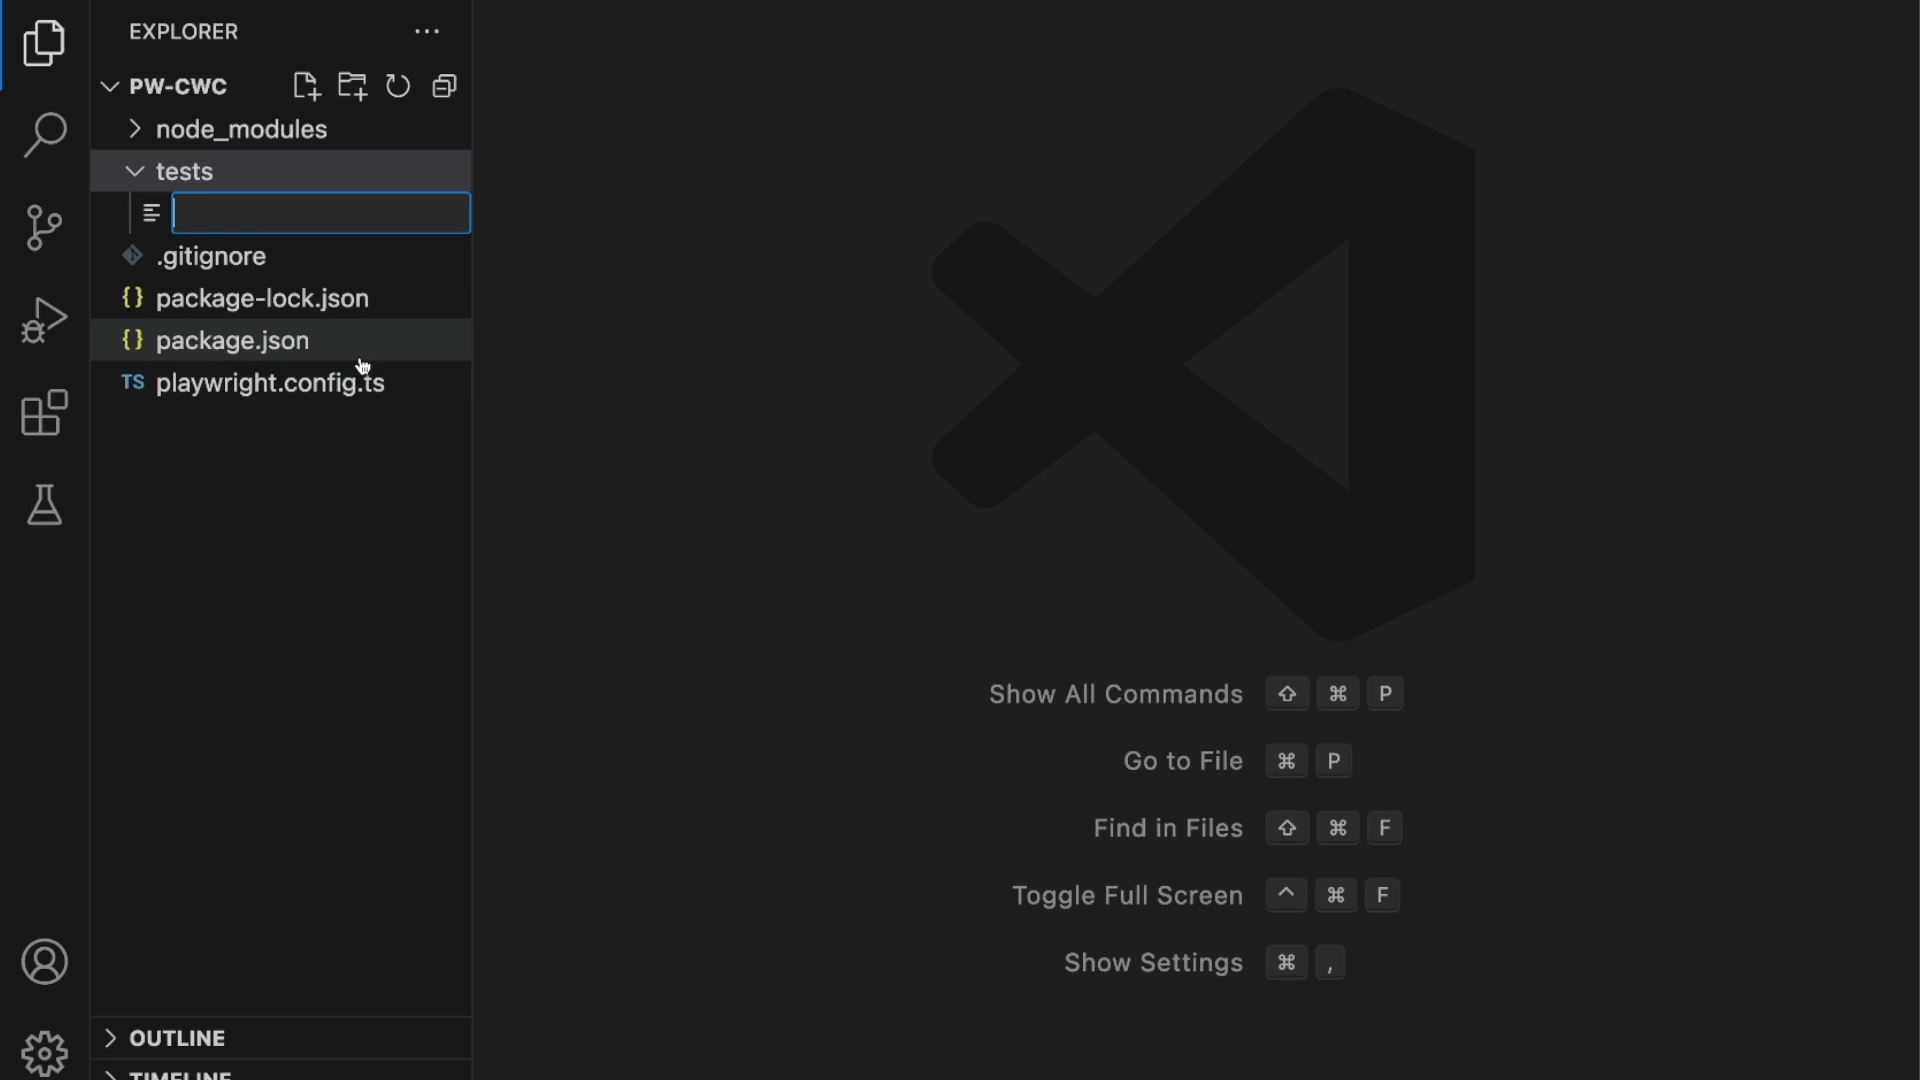 EXPLORER
PW-CWC
node_modules
tests
.gitignore
{} package-lock.json
{} package.json
TS playwright.config.ts
Show All Commands ⇧ ⌘ P
Go to File ⌘ P
Find in Files ⇧ ⌘ F
Toggle Full Screen ^ ⌘ F
Show Settings ⌘ ,
OUTLINE
TIMELINE